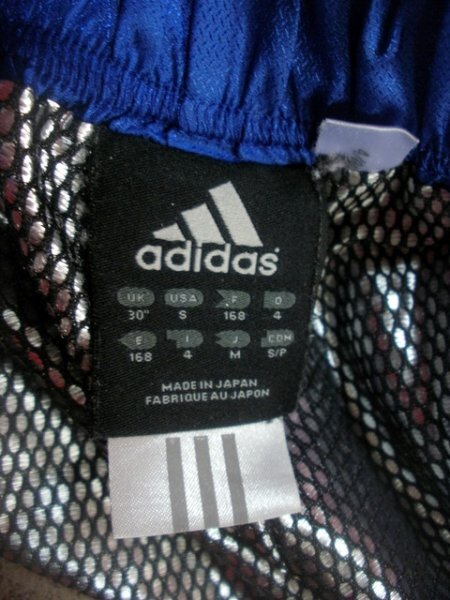 adidas
UK USA F D
30" S 168 4
E I J CDN
168 4 M S/P
MADE IN JAPAN
FABRIQUE AU JAPON